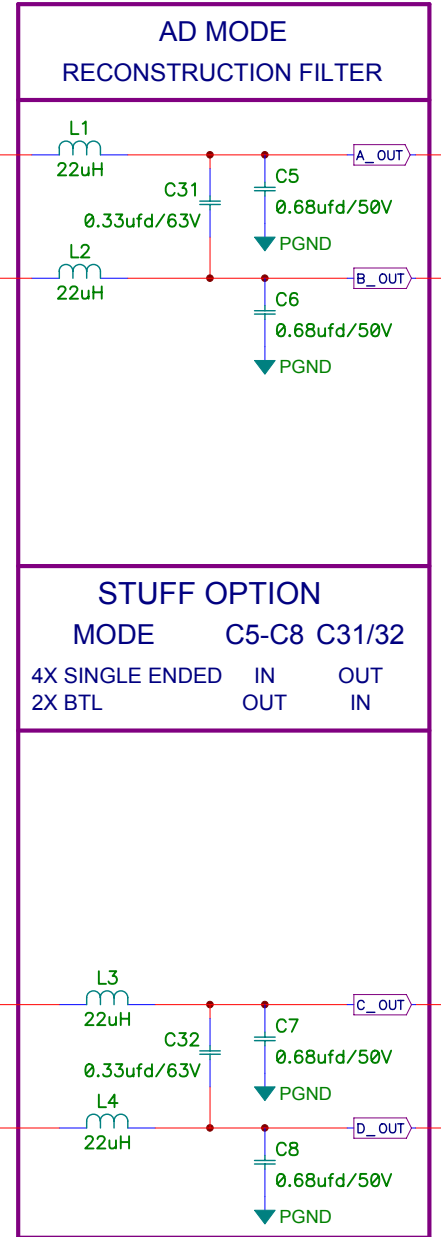 AD MODE
RECONSTRUCTION FILTER
L1
22uH
A_OUT
C31
0.33ufd/63V
C5
0.68ufd/50V
PGND
L2
22uH
B_OUT
C6
0.68ufd/50V
PGND
STUFF OPTION
MODE C5-C8 C31/32
4X SINGLE ENDED IN OUT
2X BTL OUT IN
L3
22uH
C_OUT
C32
0.33ufd/63V
C7
0.68ufd/50V
PGND
L4
22uH
D_OUT
C8
0.68ufd/50V
PGND